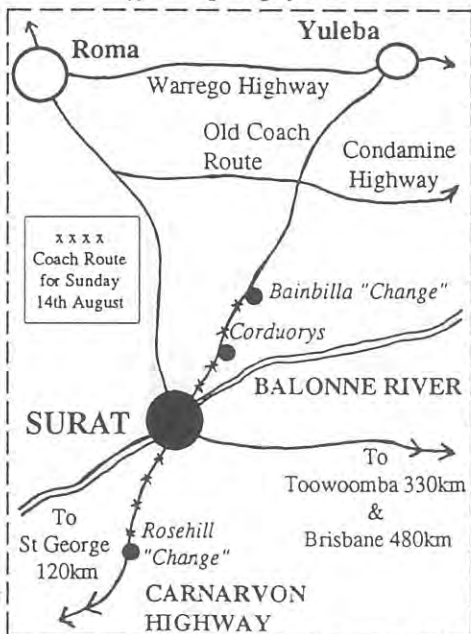 Roma
Yuleba
Warrego Highway
Old Coach
Route
Condamine
Highway
x x x x
Coach Route
for Sunday
14th August
Bainbilla "Change"
Corduorys
BALONNE RIVER
SURAT
To
Toowoomba 330km
&
Brisbane 480km
To
St George
120km
Rosehill
"Change"
CARNARVON
HIGHWAY